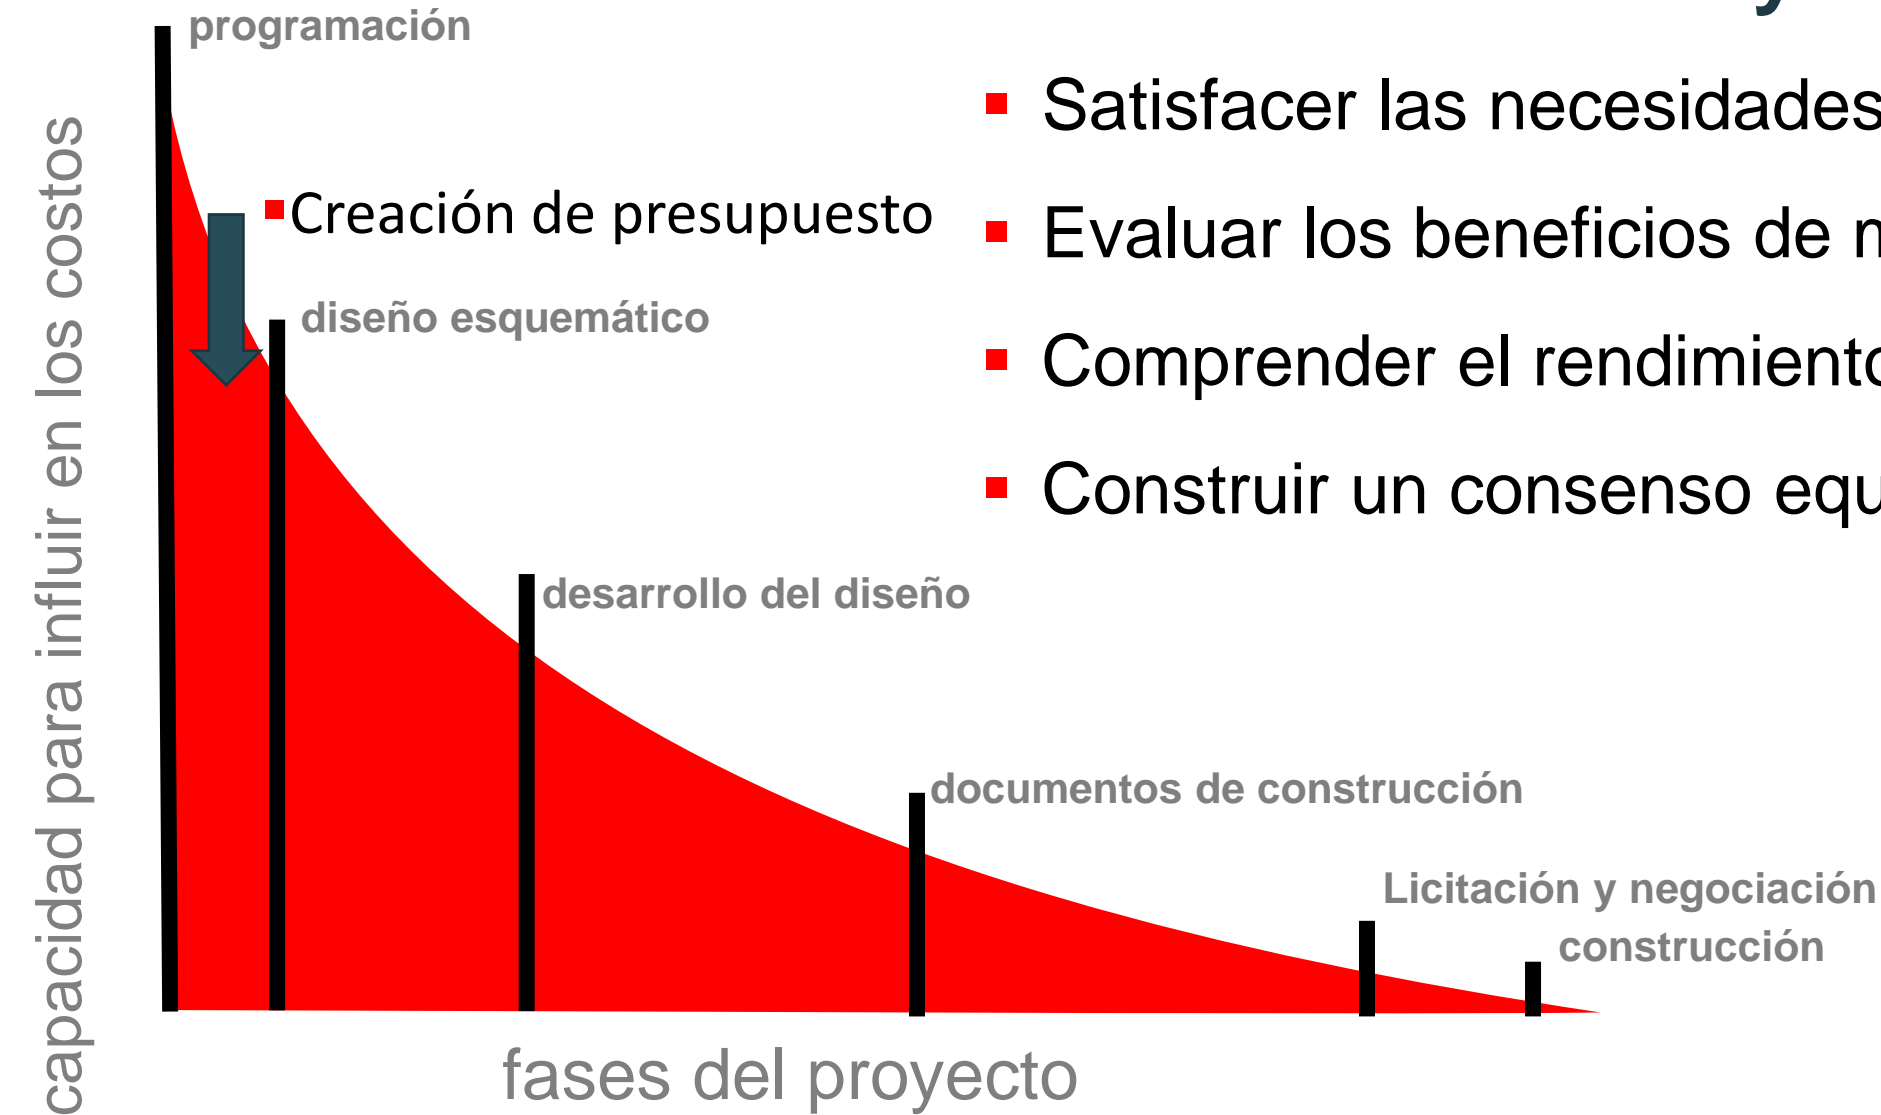 programación
Satisfacer las necesidades
Creación de presupuesto
Evaluar los beneficios de
diseño esquemático
Comprender el rendimiento
Construir un consenso
desarrollo del diseño
documentos de construcción
Licitación y negociación
construcción
capacidad para influir en los costos
fases del proyecto